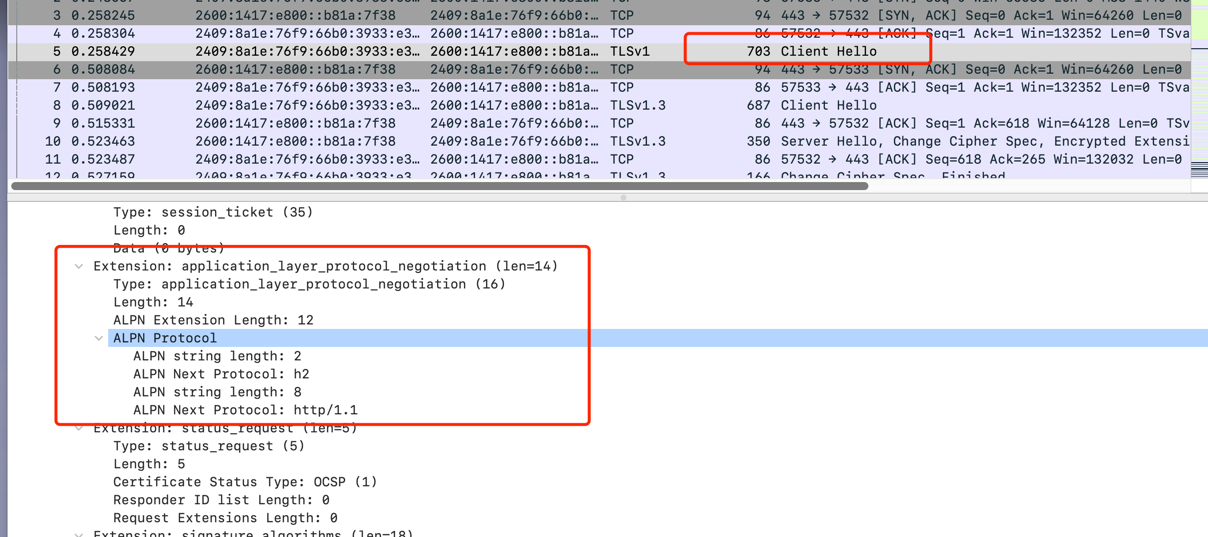 3 0.258245 2600:1417:e800::b81a:7f38 2409:8a1e:76f9:66b0:3933:e3… TCP 94 443 → 57532 [SYN, ACK] Seq=0 Ack=1 Win=64260 Len=0
4 0.258304 2409:8a1e:76f9:66b0:3933:e3… 2600:1417:e800::b81a… TCP 86 57532 → 443 [ACK] Seq=1 Ack=1 Win=132352 Len=0 TSva
5 0.258429 2409:8a1e:76f9:66b0:3933:e3… 2600:1417:e800::b81a… TLSv1 703 Client Hello
6 0.508084 2600:1417:e800::b81a:7f38 2409:8a1e:76f9:66b0:… TCP 94 443 → 57533 [SYN, ACK] Seq=0 Ack=1 Win=64260 Len=0
7 0.508193 2409:8a1e:76f9:66b0:3933:e3… 2600:1417:e800::b81a… TCP 86 57533 → 443 [ACK] Seq=1 Ack=1 Win=132352 Len=0 TSva
8 0.509021 2409:8a1e:76f9:66b0:3933:e3… 2600:1417:e800::b81a… TLSv1.3 687 Client Hello
9 0.515331 2600:1417:e800::b81a:7f38 2409:8a1e:76f9:66b0:… TCP 86 443 → 57532 [ACK] Seq=1 Ack=618 Win=64128 Len=0 TSv
10 0.523463 2600:1417:e800::b81a:7f38 2409:8a1e:76f9:66b0:… TLSv1.3 350 Server Hello, Change Cipher Spec, Encrypted Extensi
11 0.523487 2409:8a1e:76f9:66b0:3933:e3… 2600:1417:e800::b81a… TCP 86 57532 → 443 [ACK] Seq=618 Ack=265 Win=132032 Len=0
12 0.527159 2409:8a1e:76f9:66b0:3933:e3… 2600:1417:e800::b81a… TLSv1.3 166 Change Cipher Spec, Finished
Type: session_ticket (35)
Length: 0
Data (0 bytes)
Extension: application_layer_protocol_negotiation (len=14)
Type: application_layer_protocol_negotiation (16)
Length: 14
ALPN Extension Length: 12
ALPN Protocol
ALPN string length: 2
ALPN Next Protocol: h2
ALPN string length: 8
ALPN Next Protocol: http/1.1
Extension: status_request (len=5)
Type: status_request (5)
Length: 5
Certificate Status Type: OCSP (1)
Responder ID list Length: 0
Request Extensions Length: 0
Extension: signature_algorithms (len=18)